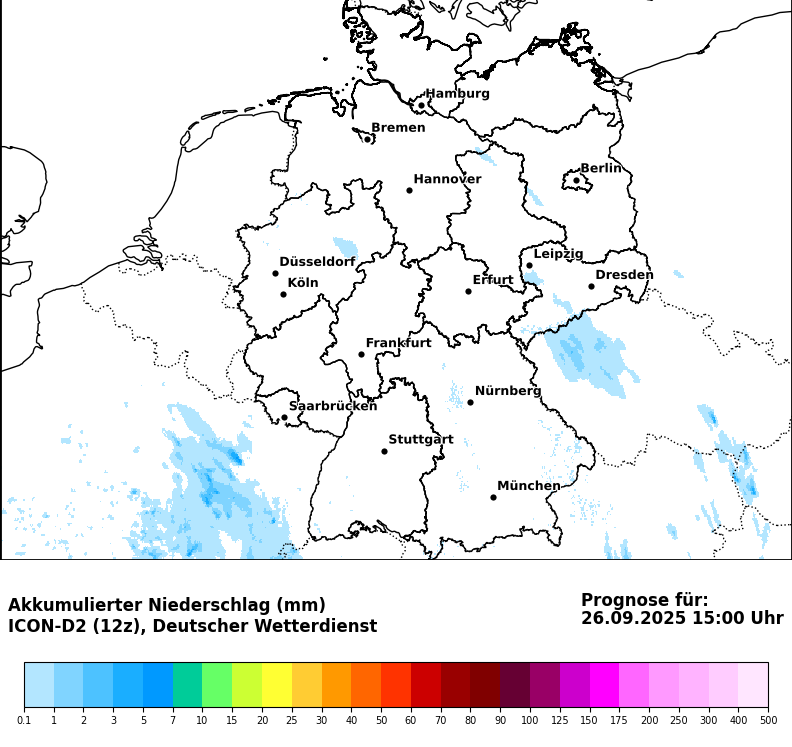 Hamburg
Bremen
Berlin
Hannover
Leipzig
Düsseldorf
Dresden
Köln
Erfurt
Frankfurt
Nürnberg
Saarbrücken
Stuttgart
München
Akkumulierter Niederschlag (mm)
ICON-D2 (12z), Deutscher Wetterdienst
Prognose für:
26.09.2025 15:00 Uhr
0.1 1 2 3 5 7 10 15 20 25 30 40 50 60 70 80 90 100 125 150 175 200 250 300 400 500